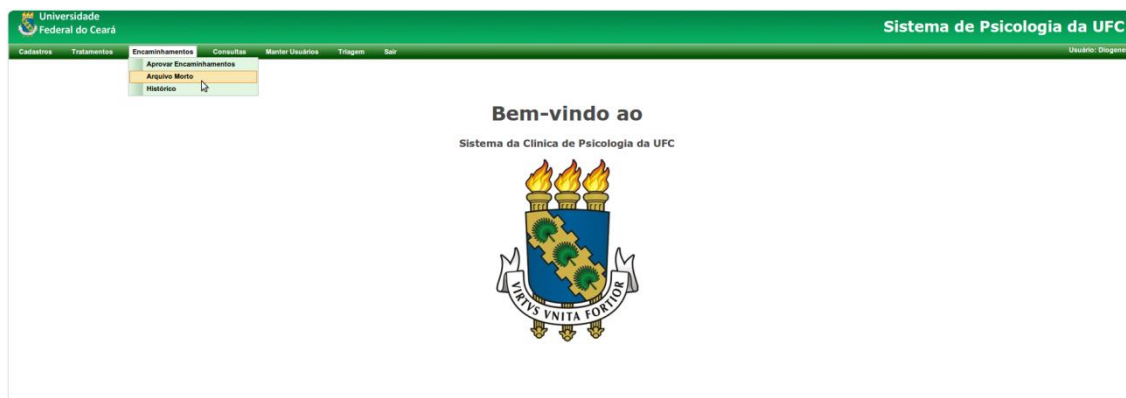 Universidade
Federal do Ceará
Sistema de Psicologia da UFC
Cadastros Tratamentos Encaminhamentos Consultas Manter Usuários Triagem Sair
Usuário: Diogene
Aprovar Encaminhamentos
Arquivo Morto
Histórico
Bem-vindo ao
Sistema da Clinica de Psicologia da UFC
VIRTVS VNITA FORTIOR